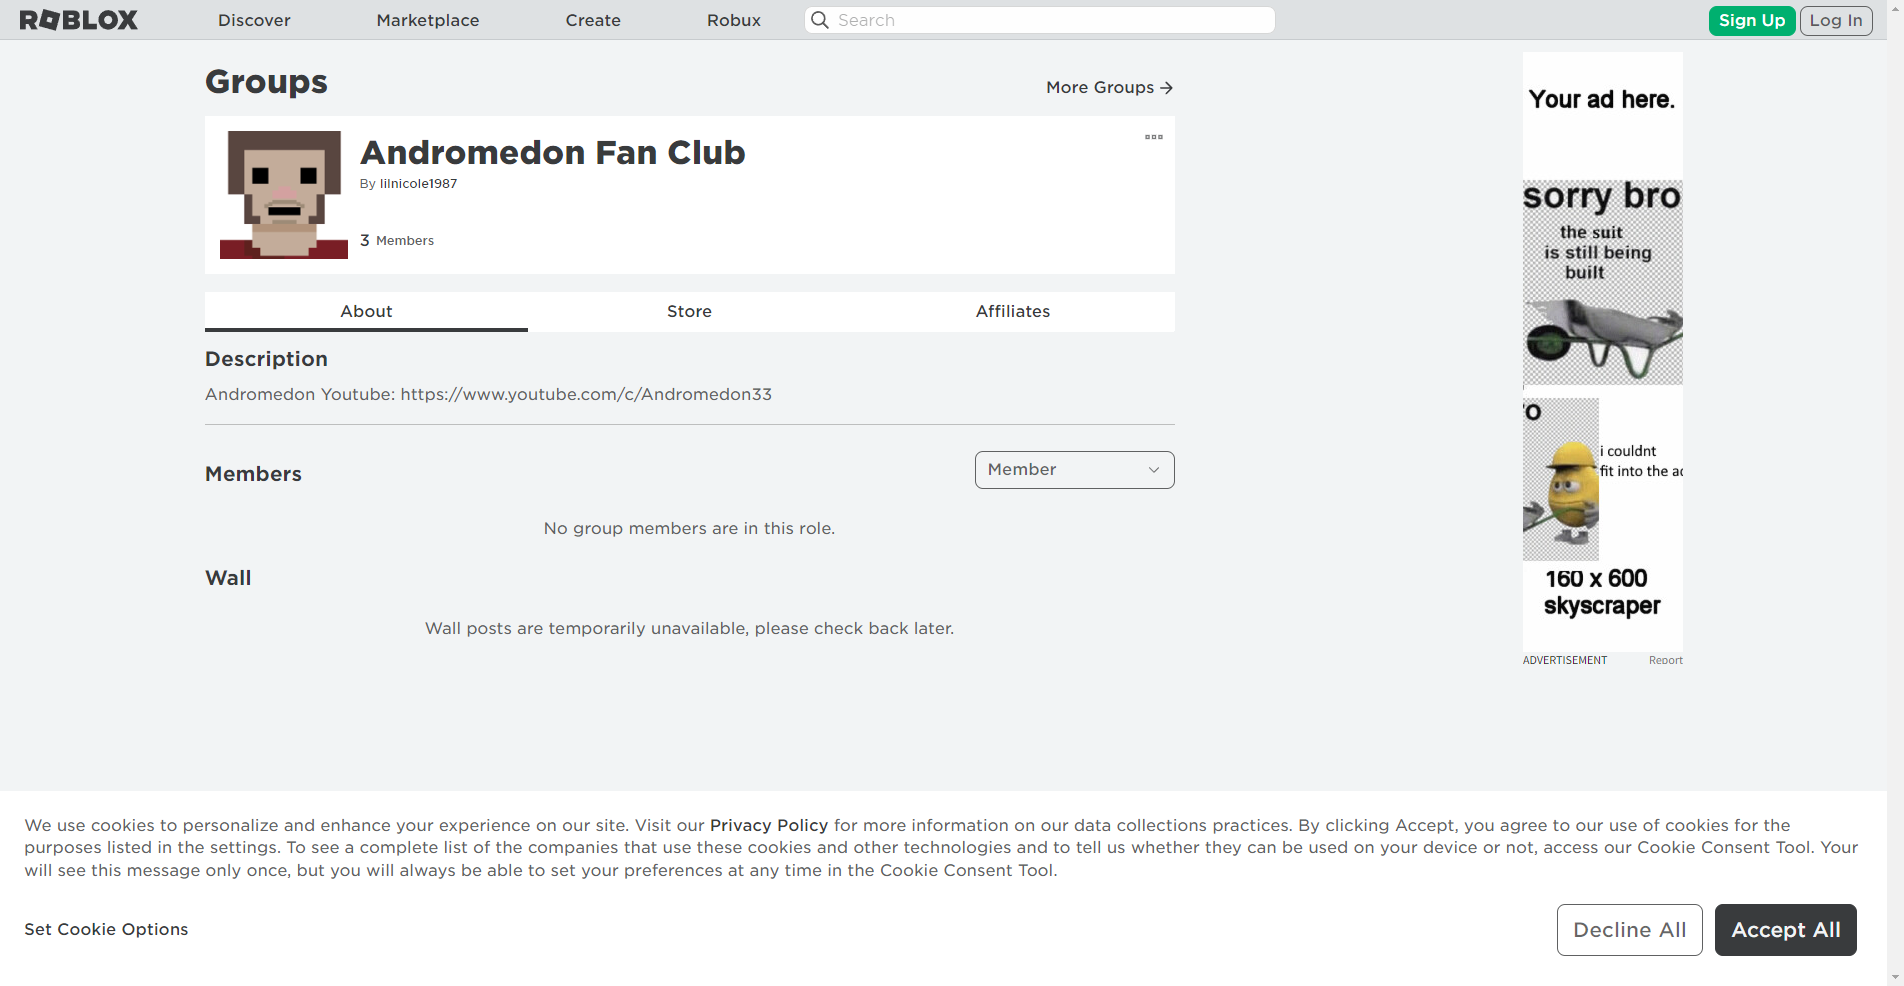 ROBLOX
Discover
Marketplace
Create
Robux
Search
Sign Up
Log In
Groups
More Groups →
Andromedon Fan Club
By lilnicole1987
3 Members
About
Store
Affiliates
Description
Andromedon Youtube: https://www.youtube.com/c/Andromedon33
Members
Member
No group members are in this role.
Wall
Wall posts are temporarily unavailable, please check back later.
Your ad here.
sorry bro
the suit
is still being
built
ro
i couldnt
fit into the ad
160 x 600
skyscraper
ADVERTISEMENT
Report
We use cookies to personalize and enhance your experience on our site. Visit our Privacy Policy for more information on our data collections practices. By clicking Accept, you agree to our use of cookies for the
purposes listed in the settings. To see a complete list of the companies that use these cookies and other technologies and to tell us whether they can be used on your device or not, access our Cookie Consent Tool. Your
will see this message only once, but you will always be able to set your preferences at any time in the Cookie Consent Tool.
Set Cookie Options
Decline All
Accept All